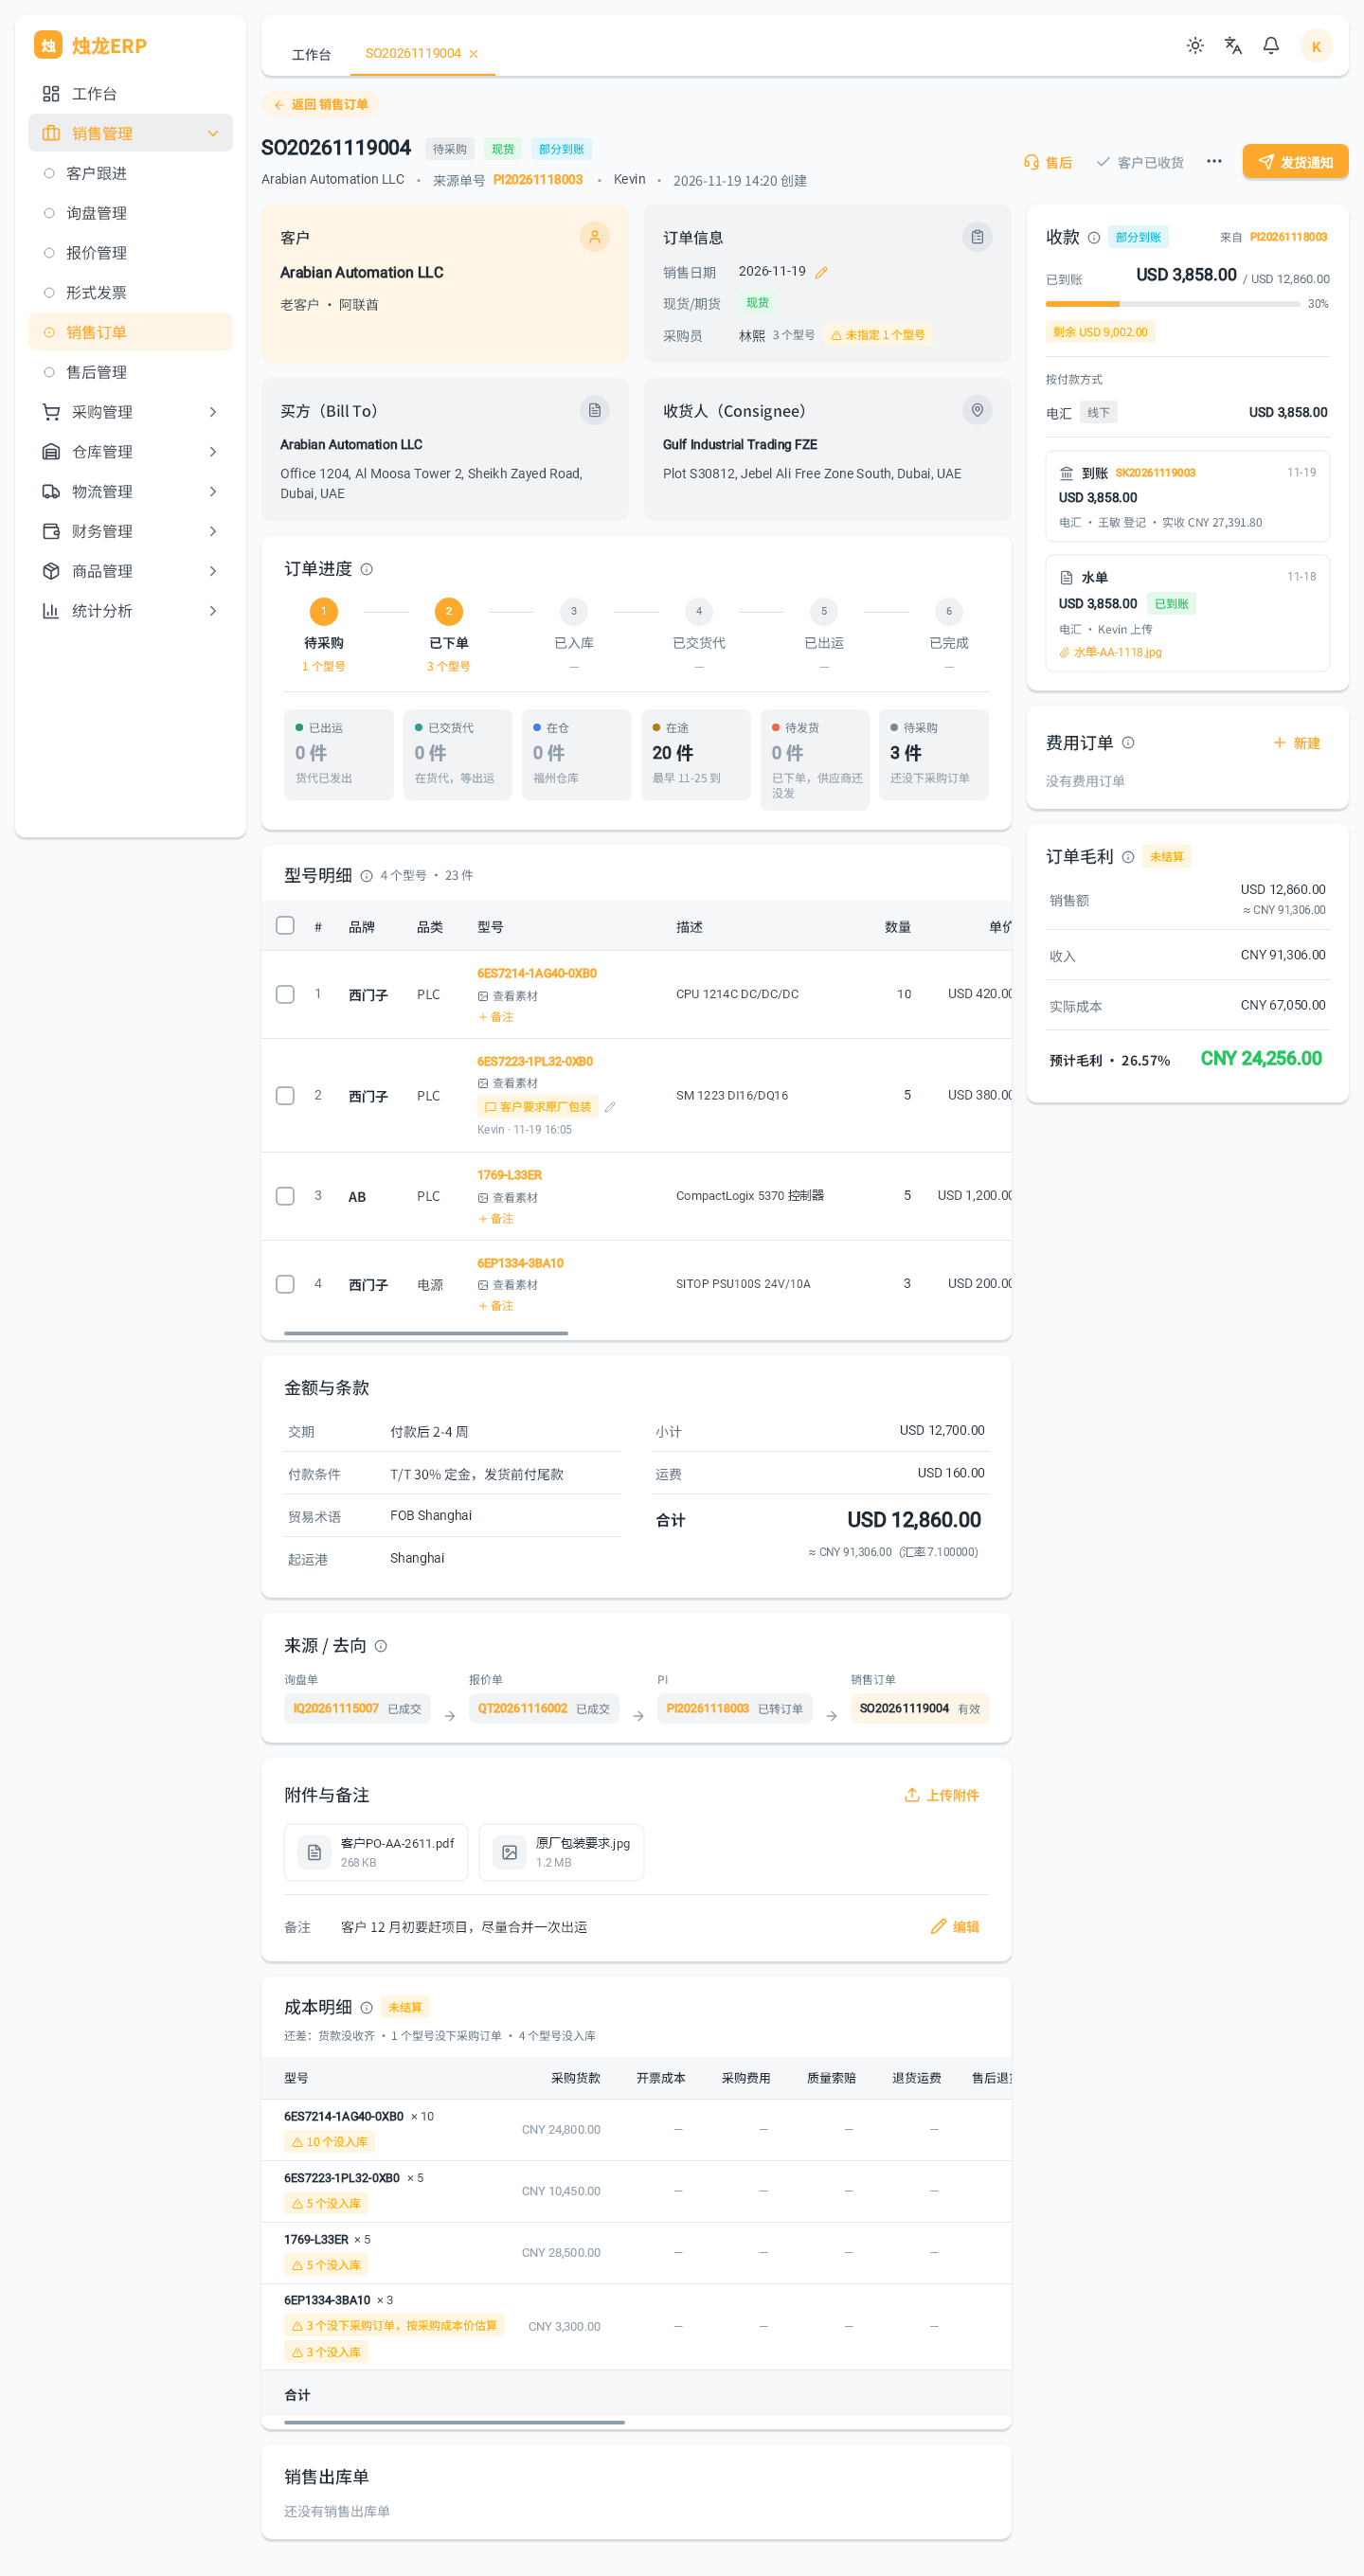 烛 烛龙ERP
工作台
销售管理
客户跟进
询盘管理
报价管理
形式发票
销售订单
售后管理
采购管理
仓库管理
物流管理
财务管理
商品管理
统计分析
工作台 SO20261119004
K
返回 销售订单
SO20261119004 待采购 现货 部分到账
Arabian Automation LLC • 来源单号 PI20261118003 • Kevin • 2026-11-19 14:20 创建
售后 客户已收货 ··· 发货通知
客户
Arabian Automation LLC
老客户 • 阿联酋
订单信息
销售日期 2026-11-19
现货/期货 现货
采购员 林熙 3 个型号 未指定 1 个型号
买方（Bill To）
Arabian Automation LLC
Office 1204, Al Moosa Tower 2, Sheikh Zayed Road,
Dubai, UAE
收货人（Consignee）
Gulf Industrial Trading FZE
Plot S30812, Jebel Ali Free Zone South, Dubai, UAE
订单进度
1 2 3 4 5 6
待采购 已下单 已入库 已交货代 已出运 已完成
1 个型号 3 个型号 — — — —
已出运 已交货代 在仓 在途 待发货 待采购
0 件 0 件 0 件 20 件 0 件 3 件
货代已发出 在货代，等出运 福州仓库 最早 11-25 到 已下单，供应商还 还没下采购订单
没发
型号明细 4 个型号 • 23 件
# 品牌 品类 型号 描述 数量 单价
6ES7214-1AG40-0XB0
1 西门子 PLC 查看素材 CPU 1214C DC/DC/DC 10 USD 420.00
+ 备注
6ES7223-1PL32-0XB0
查看素材
2 西门子 PLC 客户要求原厂包装 SM 1223 DI16/DQ16 5 USD 380.00
Kevin · 11-19 16:05
1769-L33ER
3 AB PLC 查看素材 CompactLogix 5370 控制器 5 USD 1,200.00
+ 备注
6EP1334-3BA10
4 西门子 电源 查看素材 SITOP PSU100S 24V/10A 3 USD 200.00
+ 备注
金额与条款
交期 付款后 2-4 周
付款条件 T/T 30% 定金，发货前付尾款
贸易术语 FOB Shanghai
起运港 Shanghai
小计 USD 12,700.00
运费 USD 160.00
合计 USD 12,860.00
≈ CNY 91,306.00（汇率 7.100000）
来源 / 去向
询盘单 报价单 PI 销售订单
IQ20261115007 已成交 → QT20261116002 已成交 → PI20261118003 已转订单 → SO20261119004 有效
附件与备注 上传附件
客户PO-AA-2611.pdf
268 KB
原厂包装要求.jpg
1.2 MB
备注 客户 12 月初要赶项目，尽量合并一次出运 编辑
成本明细 未结算
还差：货款没收齐 • 1 个型号没下采购订单 • 4 个型号没入库
型号 采购货款 开票成本 采购费用 质量索赔 退货运费 售后退
6ES7214-1AG40-0XB0 × 10
10 个没入库 CNY 24,800.00 — — — —
6ES7223-1PL32-0XB0 × 5
5 个没入库 CNY 10,450.00 — — — —
1769-L33ER × 5
5 个没入库 CNY 28,500.00 — — — —
6EP1334-3BA10 × 3
3 个没下采购订单，按采购成本价估算 CNY 3,300.00 — — — —
3 个没入库
合计
销售出库单
还没有销售出库单
收款 部分到账 来自 PI20261118003
已到账 USD 3,858.00 / USD 12,860.00
30%
剩余 USD 9,002.00
按付款方式
电汇 线下 USD 3,858.00
到账 SK20261119003 11-19
USD 3,858.00
电汇 • 王敏 登记 • 实收 CNY 27,391.80
水单 11-18
USD 3,858.00 已到账
电汇 • Kevin 上传
水单-AA-1118.jpg
费用订单 + 新建
没有费用订单
订单毛利 未结算
销售额 USD 12,860.00
≈ CNY 91,306.00
收入 CNY 91,306.00
实际成本 CNY 67,050.00
预计毛利 • 26.57% CNY 24,256.00